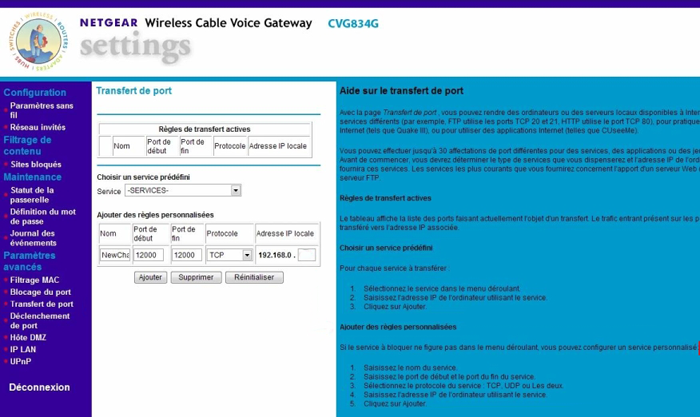 NETGEAR Wireless Cable Voice Gateway CVG834G
settings
SWITCHES WIRELESS ROUTERS ADAPTERS HUBS
Configuration
Paramètres sans
fil
Réseau invités
Filtrage de
contenu
Sites bloqués
Maintenance
Statut de la
passerelle
Définition du mot
de passe
Journal des
événements
Paramètres
avancés
Filtrage MAC
Blocage du port
Transfert de port
Déclenchement
de port
Hôte DMZ
IP LAN
UPnP
Déconnexion
Transfert de port
Règles de transfert actives
Nom Port de début Port de fin Protocole Adresse IP locale
Choisir un service prédéfini
Service -SERVICES-
Ajouter des règles personnalisées
Nom Port de début Port de fin Protocole Adresse IP locale
NewCha 12000 12000 TCP 192.168.0 .
Ajouter Supprimer Réinitialiser
Aide sur le transfert de port
Avec la page Transfert de port, vous pouvez rendre des ordinateurs ou des serveurs locaux disponibles à Inter
services différents (par exemple, FTP utilise les ports TCP 20 et 21, HTTP utilise le port TCP 80), pour pratique
Internet (tels que Quake III), ou pour utiliser des applications Internet (telles que CUseeMe).
Vous pouvez effectuer jusqu'à 30 affectations de port différentes pour des services, des applications ou des je
Avant de commencer, vous devrez déterminer le type de services que vous dispenserez et l'adresse IP de l'ord
fournira ces services. Les services les plus courants que vous fournirez concernent l'apport d'un serveur Web
serveur FTP.
Règles de transfert actives
Le tableau affiche la liste des ports faisant actuellement l'objet d'un transfert. Le trafic entrant présent sur les p
transféré vers l'adresse IP associée.
Choisir un service prédéfini
Pour chaque service à transférer :
1. Sélectionnez le service dans le menu déroulant.
2. Saisissez l'adresse IP de l'ordinateur utilisant le service.
3. Cliquez sur Ajouter.
Ajouter des règles personnalisées
Si le service à bloquer ne figure pas dans le menu déroulant, vous pouvez configurer un service personnalisé
1. Saisissez le nom du service.
2. Saisissez le port de début et le port de fin du service.
3. Sélectionnez le protocole du service : TCP, UDP ou Les deux.
4. Saisissez l'adresse IP de l'ordinateur utilisant le service.
5. Cliquez sur Ajouter.